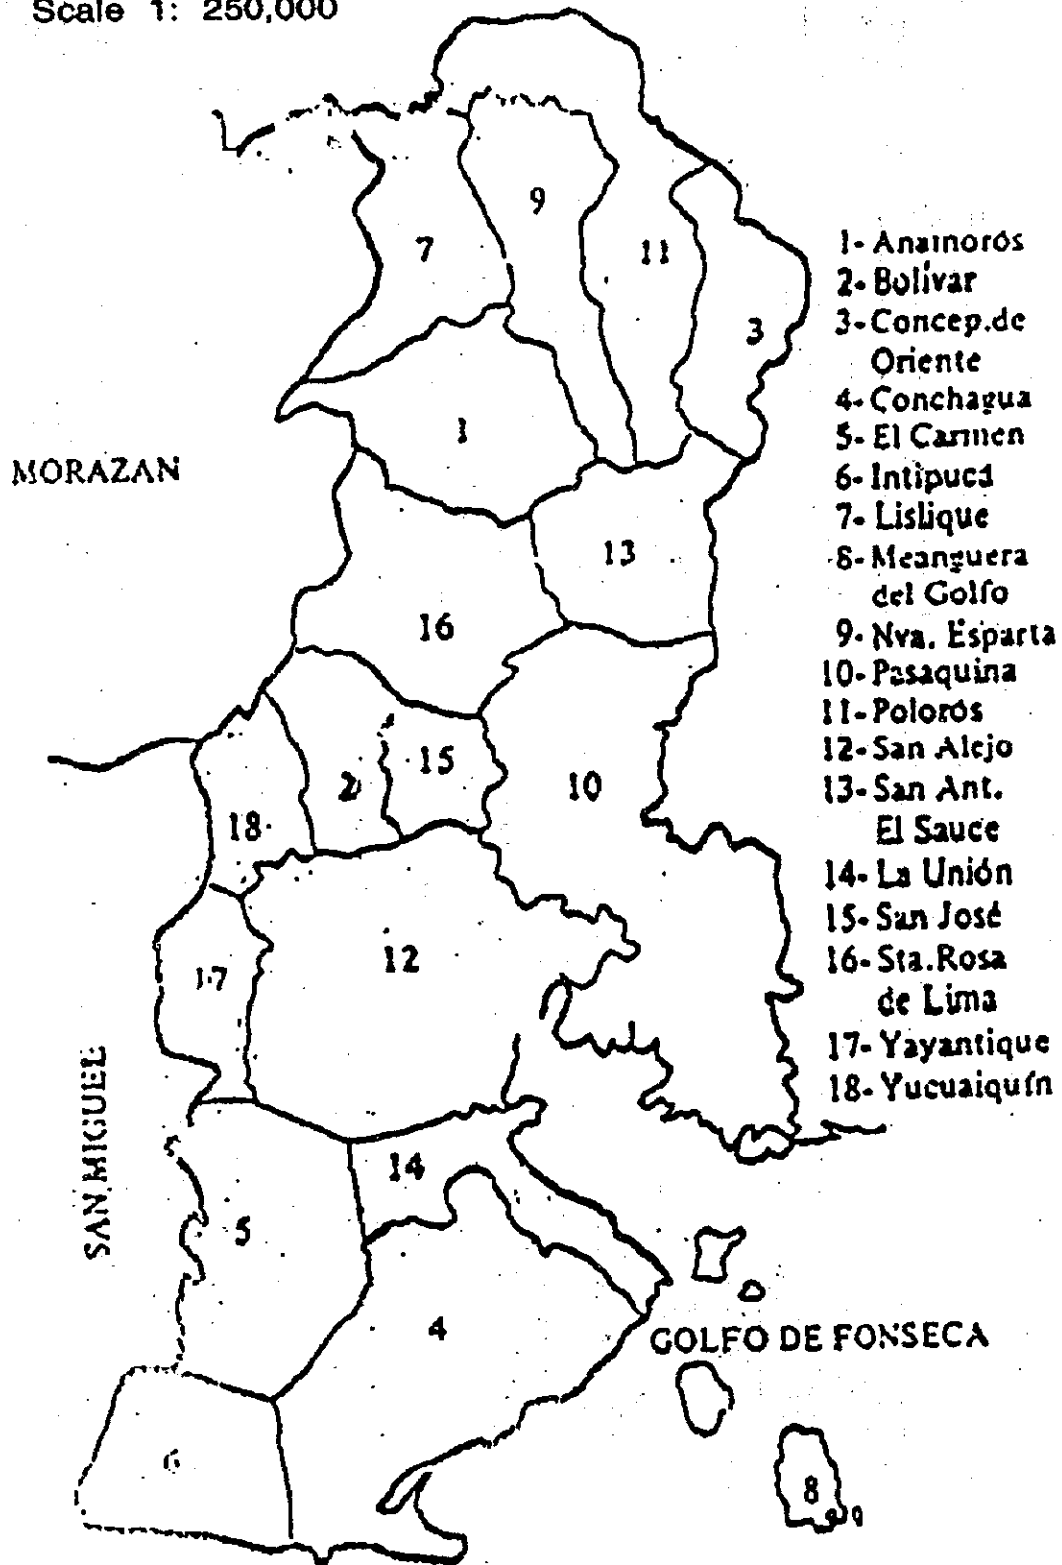 Scale 1: 250,000
9
7
11
3
1
MORAZAN
13
16
15
2
10
18
12
17
14
SAN MIGUEL
5
4
GOLFO DE FONSECA
6
8
1- Anamorós
2- Bolívar
3- Concep.de
Oriente
4- Conchagua
5- El Carmen
6- Intipucá
7- Lislique
8- Meanguera
del Golfo
9- Nva. Esparta
10- Pasaquina
11- Polorós
12- San Alejo
13- San Ant.
El Sauce
14- La Unión
15- San José
16- Sta.Rosa
de Lima
17- Yayantique
18- Yucuaiquín